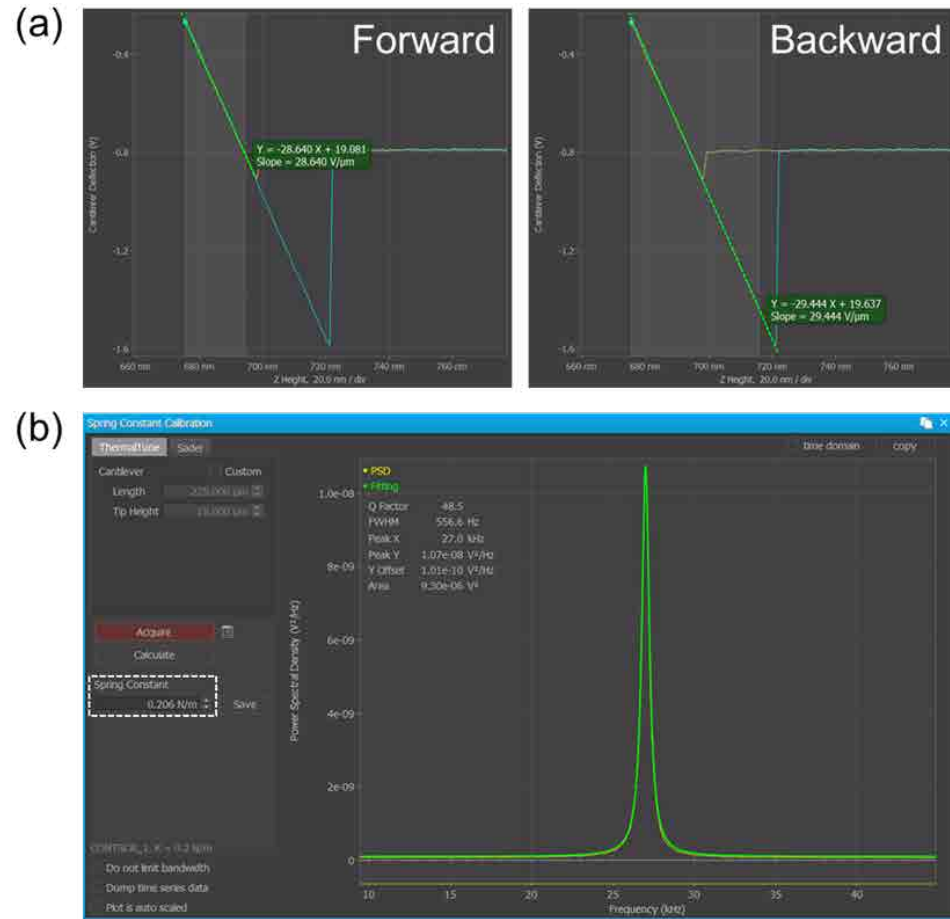 (a)
Forward
-0.4
-0.8
-1.2
-1.6
Cantilever Deflection (V)
Y = -28.640 X + 19.081
Slope = 28.640 V/µm
660 nm 680 nm 700 nm 720 nm 740 nm 760 nm
Z Height, 20.0 nm / div
Backward
-0.4
-0.8
-1.2
-1.6
Cantilever Deflection (V)
Y = -29.444 X + 19.637
Slope = 29.444 V/µm
660 nm 680 nm 700 nm 720 nm 740 nm 760 nm
Z Height, 20.0 nm / div
(b)
Spring Constant Calibration
ThermalTune Sader
time domain copy
Cantilever Custom
Length 225.000 µm
Tip Height
Acquire
Calculate
Spring Constant
0.206 N/m Save
Do not limit bandwidth
Dump time series data
Plot is auto scaled
PSD
Fitting
Q Factor 48.5
FWHM 556.6 Hz
Peak X 27.0 kHz
Peak Y 1.07e-08 V²/Hz
Y Offset 1.01e-10 V²/Hz
Area 9.30e-06 V²
Power Spectral Density (V²/Hz)
1.0e-08
8e-09
6e-09
4e-09
2e-09
0
10 15 20 25 30 35 40
Frequency (kHz)